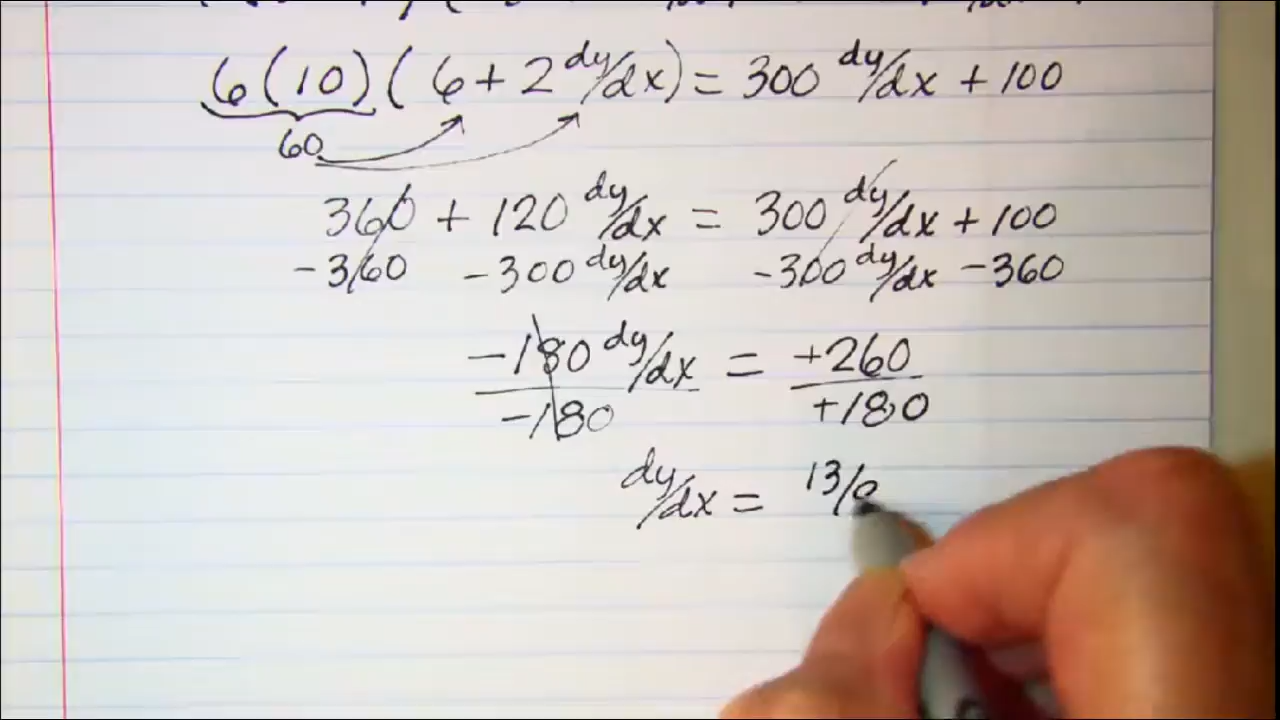 6(10)(6+2 dy/dx) = 300 dy/dx + 100
60
360 + 120 dy/dx = 300 dy/dx + 100
-360 -300 dy/dx -300 dy/dx -360
-180 dy/dx = +260
-180 +180
dy/dx = 13/